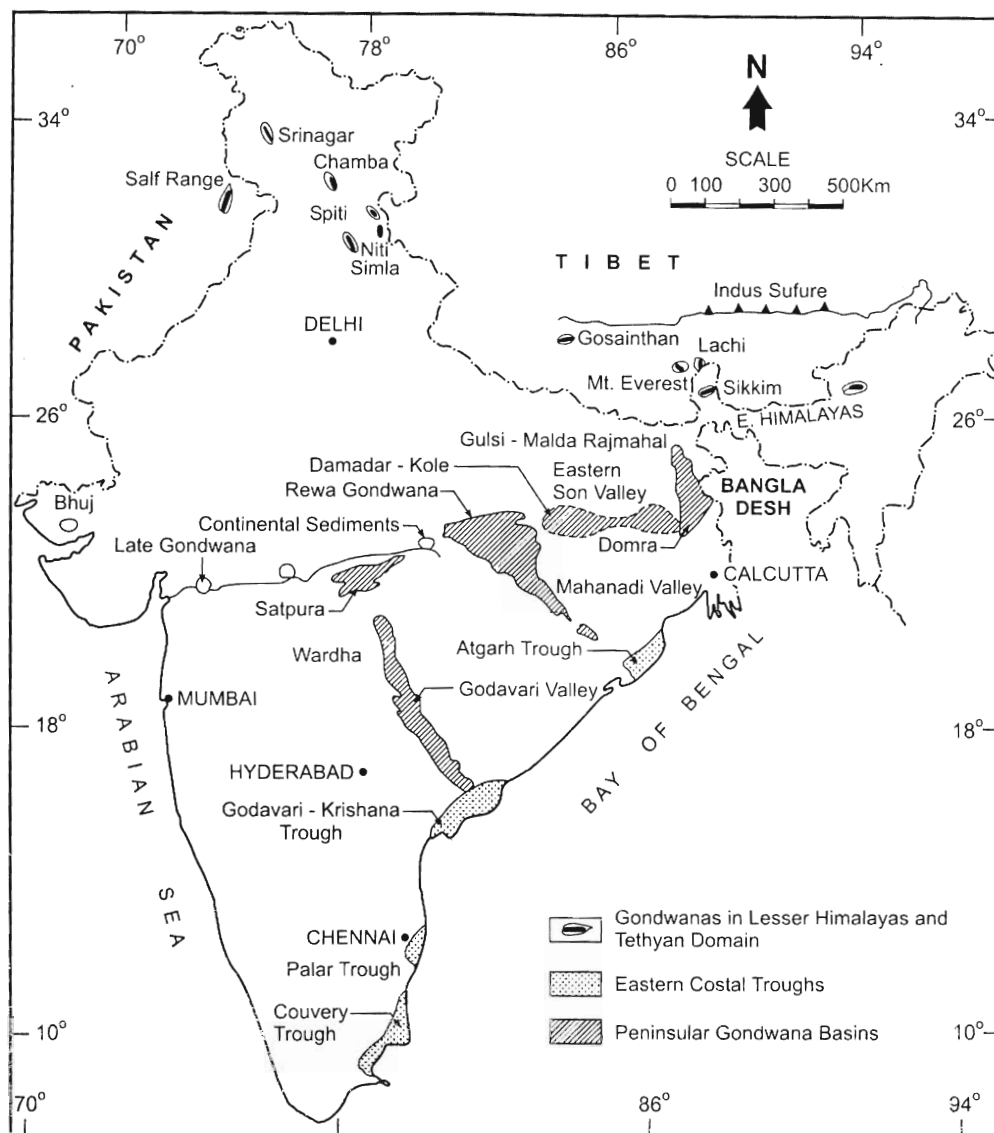 70°
78°
86°
94°
34°
34°
N
SCALE
0 100 300 500Km
Srinagar
Chamba
Salf Range
Spiti
Niti
Simla
PAKISTAN
TIBET
Indus Sufure
DELHI
Gosainthan
Lachi
Mt. Everest
Sikkim
E. HIMALAYAS
26°
26°
Gulsi - Malda Rajmahal
Damadar - Kole
Eastern
Son Valley
Rewa Gondwana
BANGLA
DESH
Bhuj
Continental Sediments
Late Gondwana
Domra
Satpura
Mahanadi Valley
CALCUTTA
Wardha
Atgarh Trough
Godavari Valley
MUMBAI
ARABIAN SEA
BAY OF BENGAL
18°
18°
HYDERABAD
Godavari - Krishana
Trough
CHENNAI
Palar Trough
Couvery
Trough
Gondwanas in Lesser Himalayas and
Tethyan Domain
Eastern Costal Troughs
Peninsular Gondwana Basins
10°
10°
70°
86°
94°